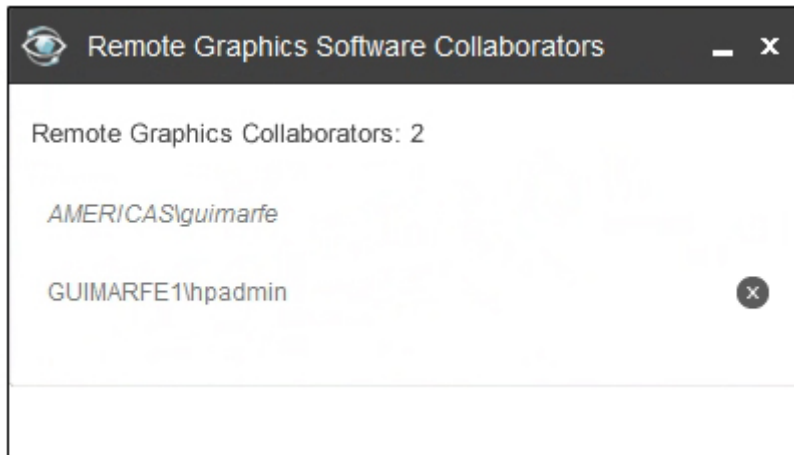 Remote Graphics Software Collaborators
Remote Graphics Collaborators: 2
AMERICAS\guimarfe
GUIMARFE1\hpadmin